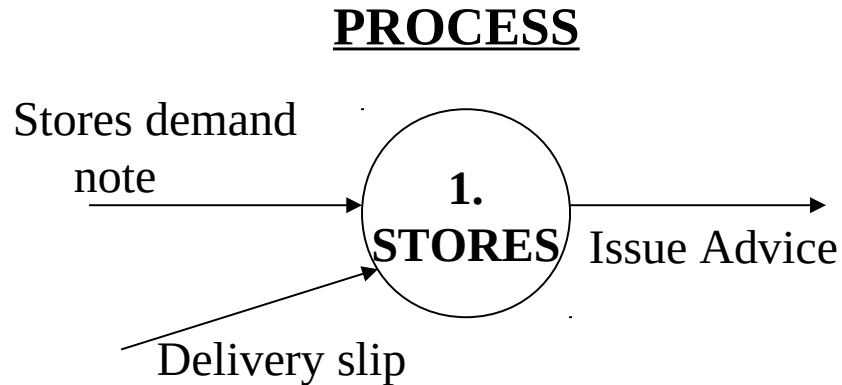 PROCESS
Stores demand
note
1.
STORES
Issue Advice
Delivery slip